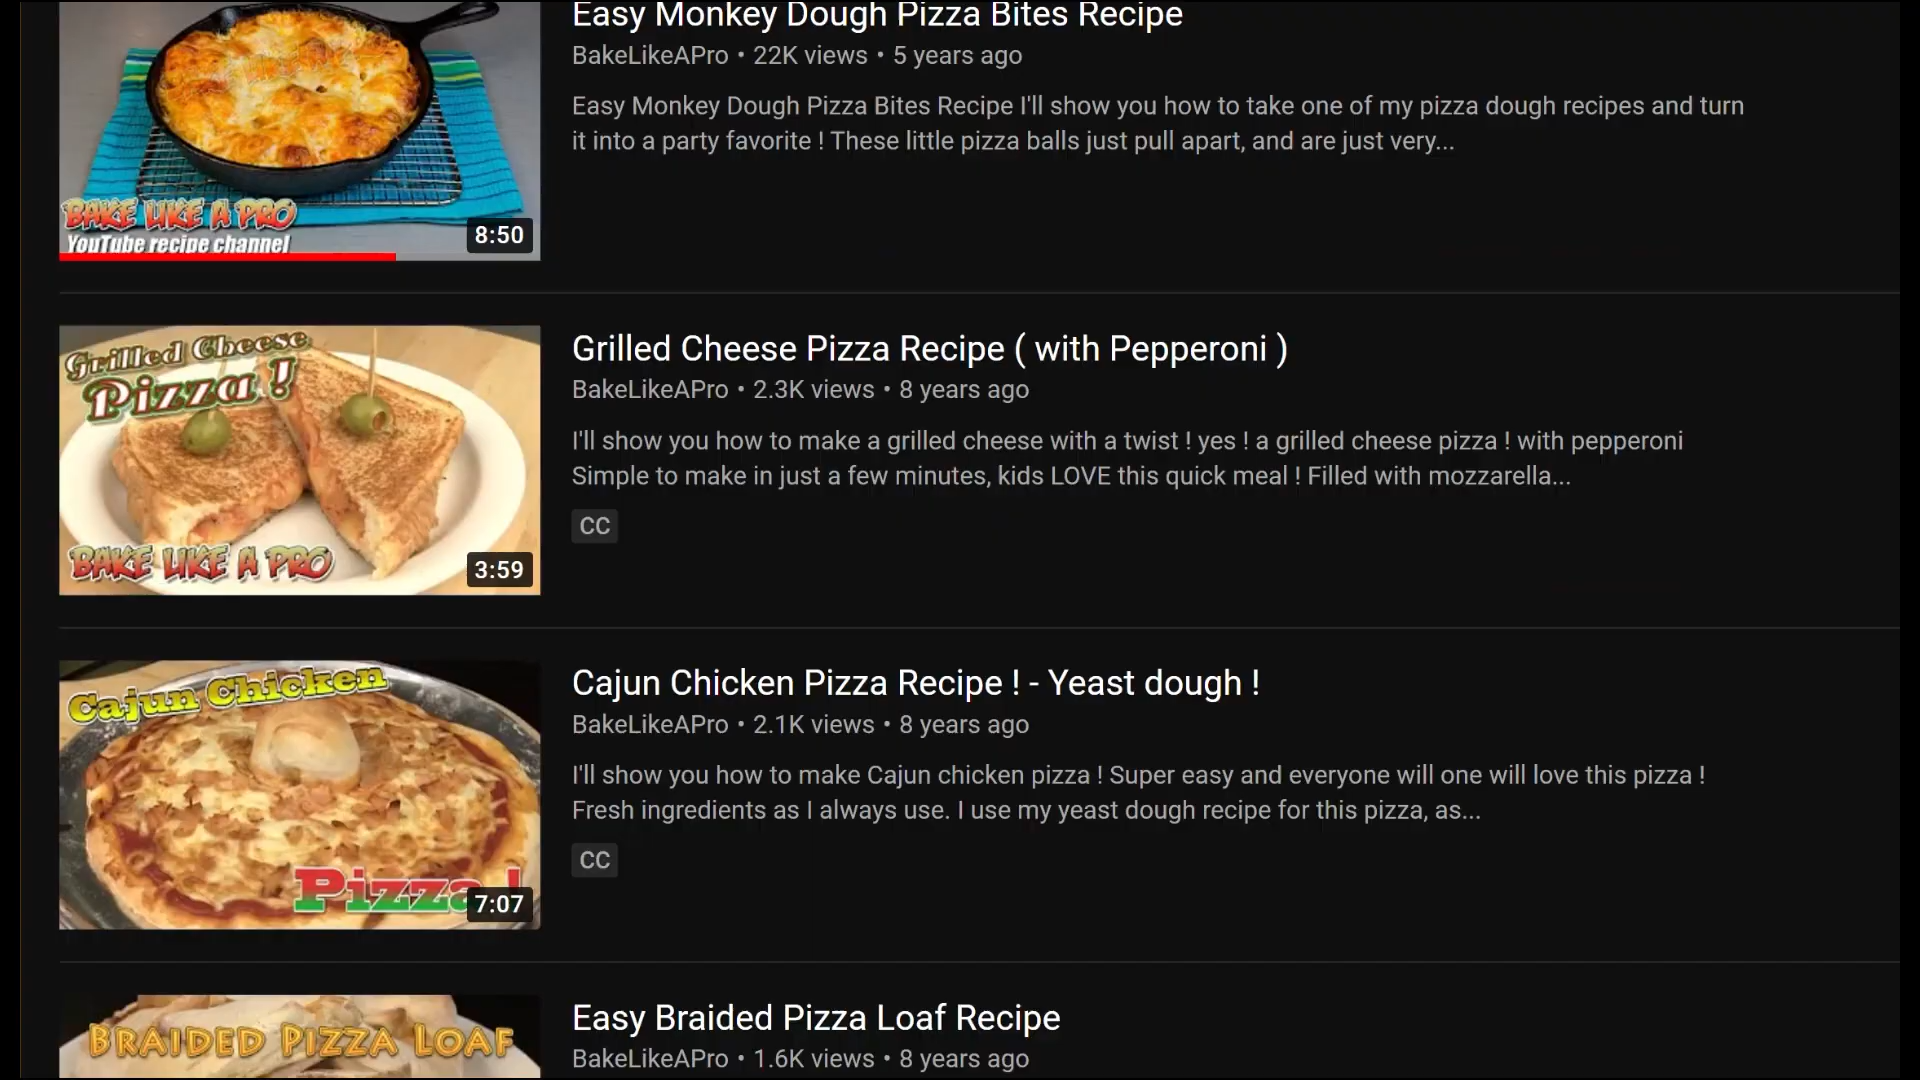 Easy Monkey Dough Pizza Bites Recipe
BakeLikeAPro • 22K views • 5 years ago
Easy Monkey Dough Pizza Bites Recipe I'll show you how to take one of my pizza dough recipes and turn
it into a party favorite ! These little pizza balls just pull apart, and are just very...
BAKE LIKE A PRO
YouTube recipe channel
8:50
Grilled Cheese
Pizza !
BAKE LIKE A PRO
3:59
Grilled Cheese Pizza Recipe ( with Pepperoni )
BakeLikeAPro • 2.3K views • 8 years ago
I'll show you how to make a grilled cheese with a twist ! yes ! a grilled cheese pizza ! with pepperoni
Simple to make in just a few minutes, kids LOVE this quick meal ! Filled with mozzarella...
CC
Cajun Chicken
Pizza !
7:07
Cajun Chicken Pizza Recipe ! - Yeast dough !
BakeLikeAPro • 2.1K views • 8 years ago
I'll show you how to make Cajun chicken pizza ! Super easy and everyone will one will love this pizza !
Fresh ingredients as I always use. I use my yeast dough recipe for this pizza, as...
CC
BRAIDED PIZZA LOAF
Easy Braided Pizza Loaf Recipe
BakeLikeAPro • 1.6K views • 8 years ago